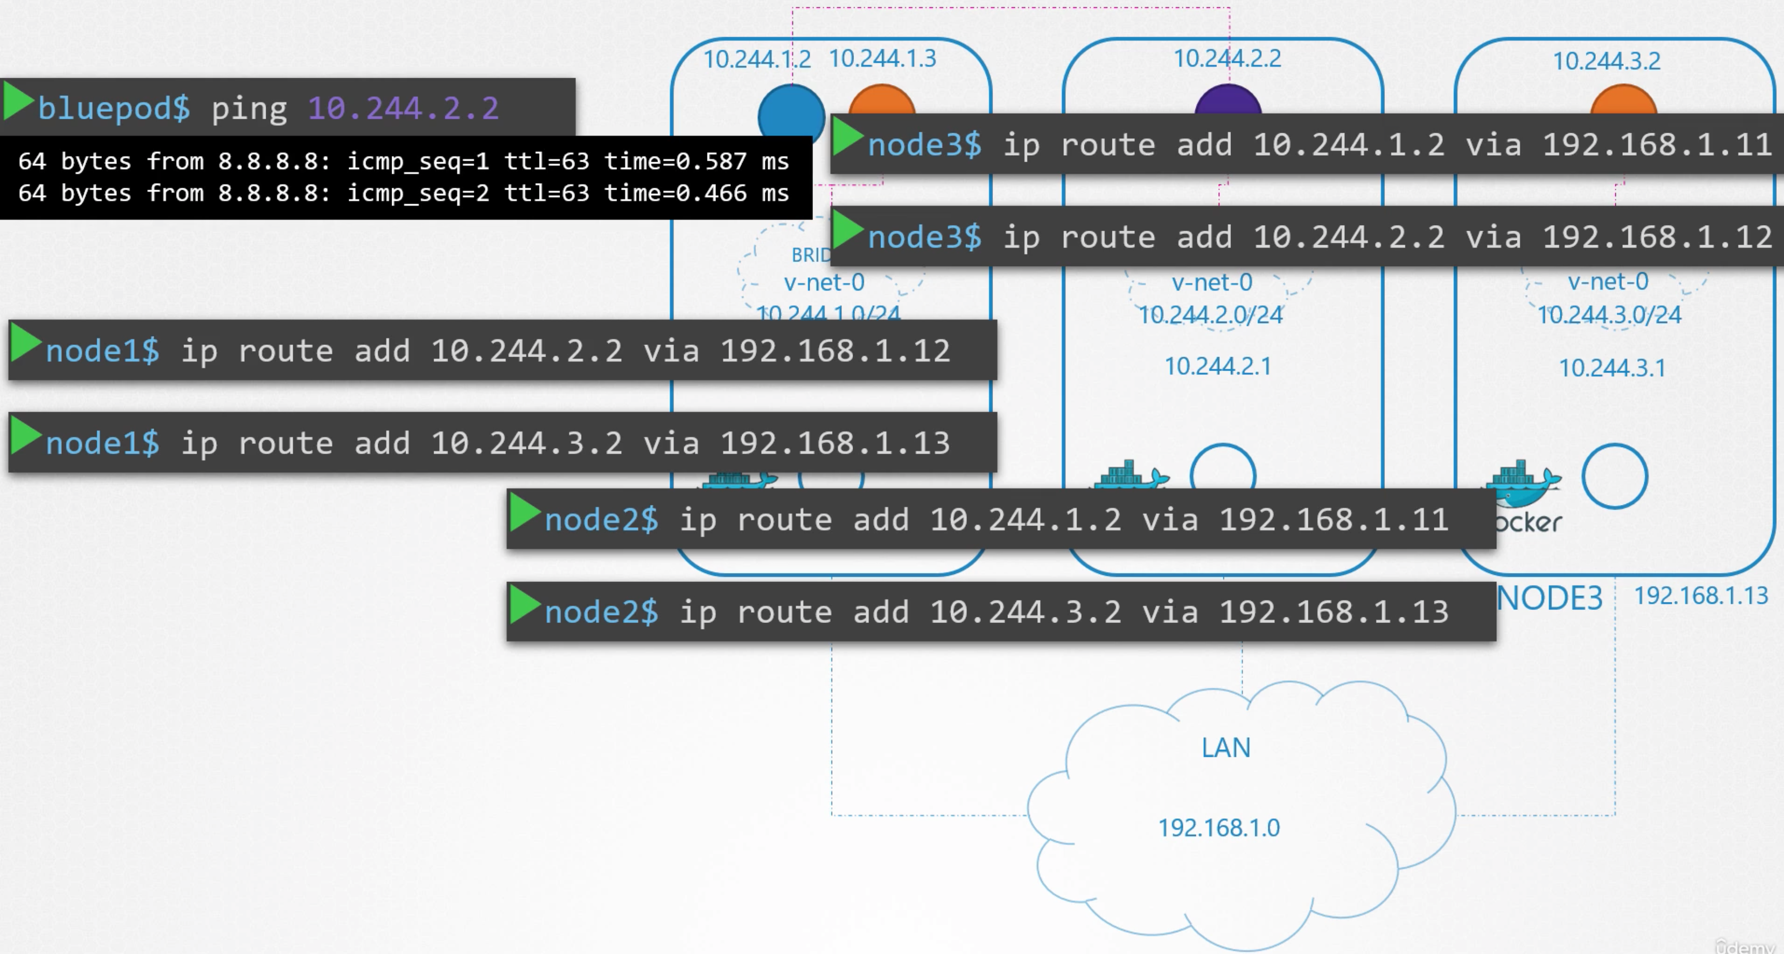 10.244.1.2 10.244.1.3
10.244.2.2
10.244.3.2
bluepod$ ping 10.244.2.2
64 bytes from 8.8.8.8: icmp_seq=1 ttl=63 time=0.587 ms
64 bytes from 8.8.8.8: icmp_seq=2 ttl=63 time=0.466 ms
node3$ ip route add 10.244.1.2 via 192.168.1.11
node3$ ip route add 10.244.2.2 via 192.168.1.12
BRID
v-net-0
10.244.1.0/24
v-net-0
10.244.2.0/24
10.244.2.1
v-net-0
10.244.3.0/24
10.244.3.1
node1$ ip route add 10.244.2.2 via 192.168.1.12
node1$ ip route add 10.244.3.2 via 192.168.1.13
node2$ ip route add 10.244.1.2 via 192.168.1.11
node2$ ip route add 10.244.3.2 via 192.168.1.13
ocker
NODE3 192.168.1.13
LAN
192.168.1.0
ûdemy